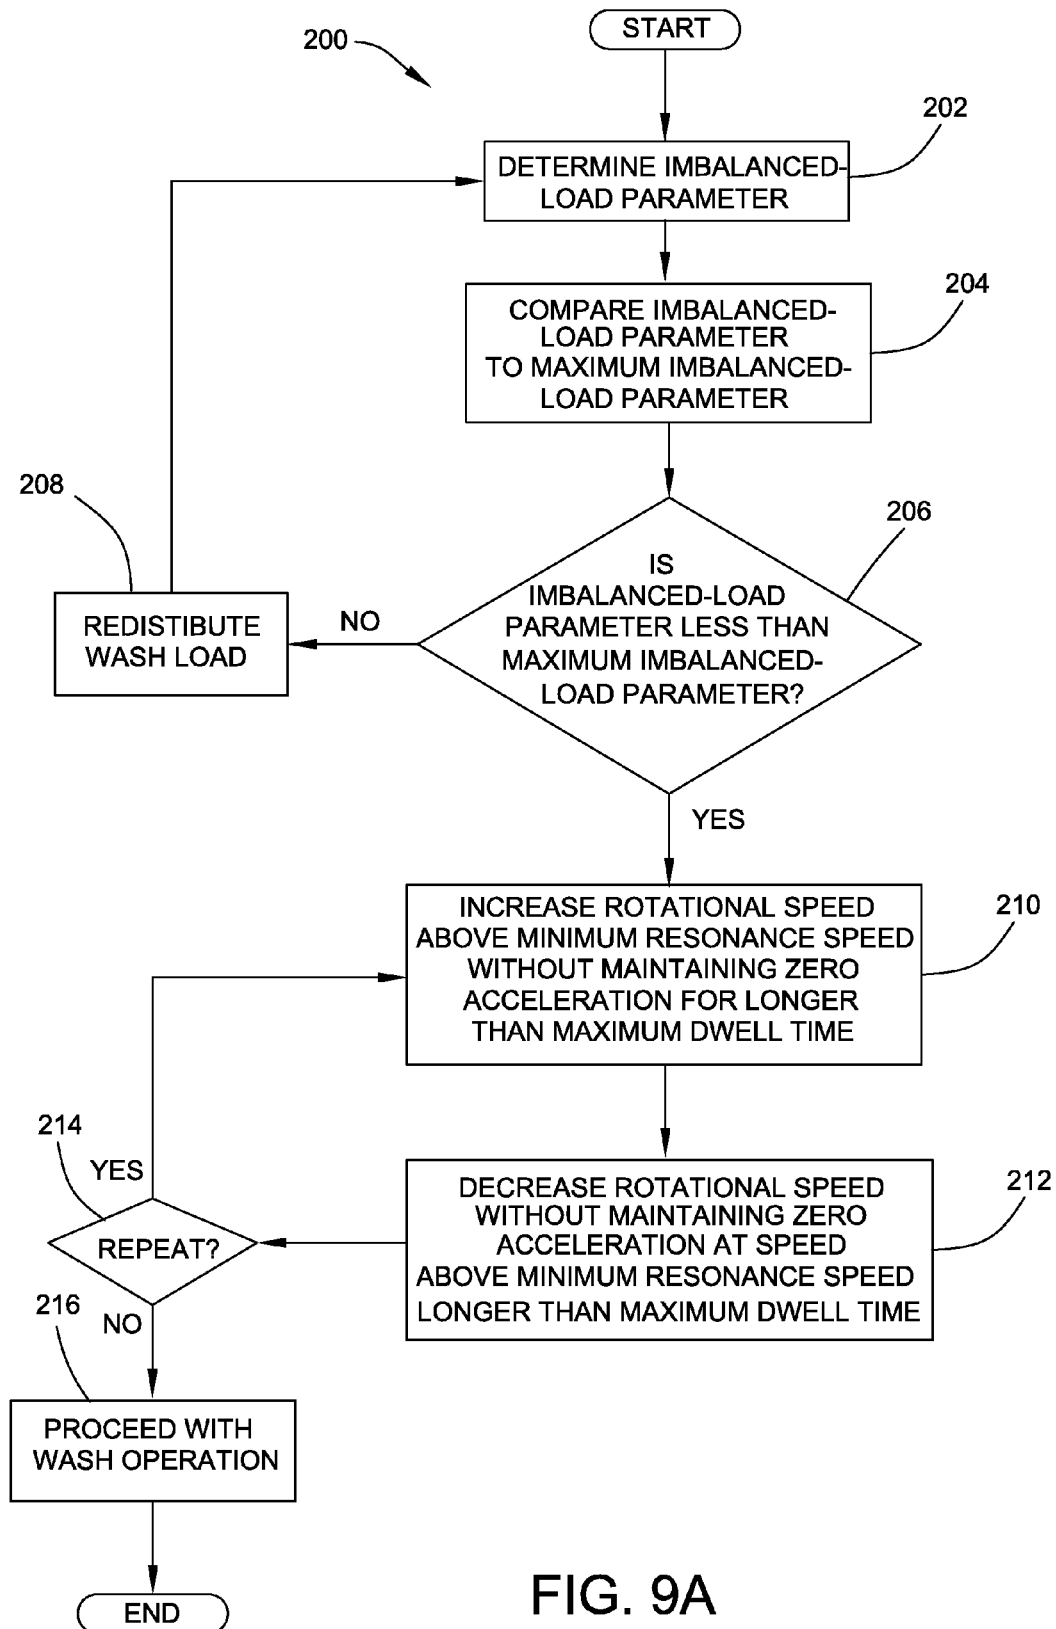 START
200
202
DETERMINE IMBALANCED-
LOAD PARAMETER
204
COMPARE IMBALANCED-
LOAD PARAMETER
TO MAXIMUM IMBALANCED-
LOAD PARAMETER
208
206
IS
IMBALANCED-LOAD
PARAMETER LESS THAN
MAXIMUM IMBALANCED-
LOAD PARAMETER?
NO
REDISTIBUTE
WASH LOAD
YES
210
INCREASE ROTATIONAL SPEED
ABOVE MINIMUM RESONANCE SPEED
WITHOUT MAINTAINING ZERO
ACCELERATION FOR LONGER
THAN MAXIMUM DWELL TIME
212
DECREASE ROTATIONAL SPEED
WITHOUT MAINTAINING ZERO
ACCELERATION AT SPEED
ABOVE MINIMUM RESONANCE SPEED
LONGER THAN MAXIMUM DWELL TIME
214
YES
REPEAT?
216
NO
PROCEED WITH
WASH OPERATION
END
FIG. 9A